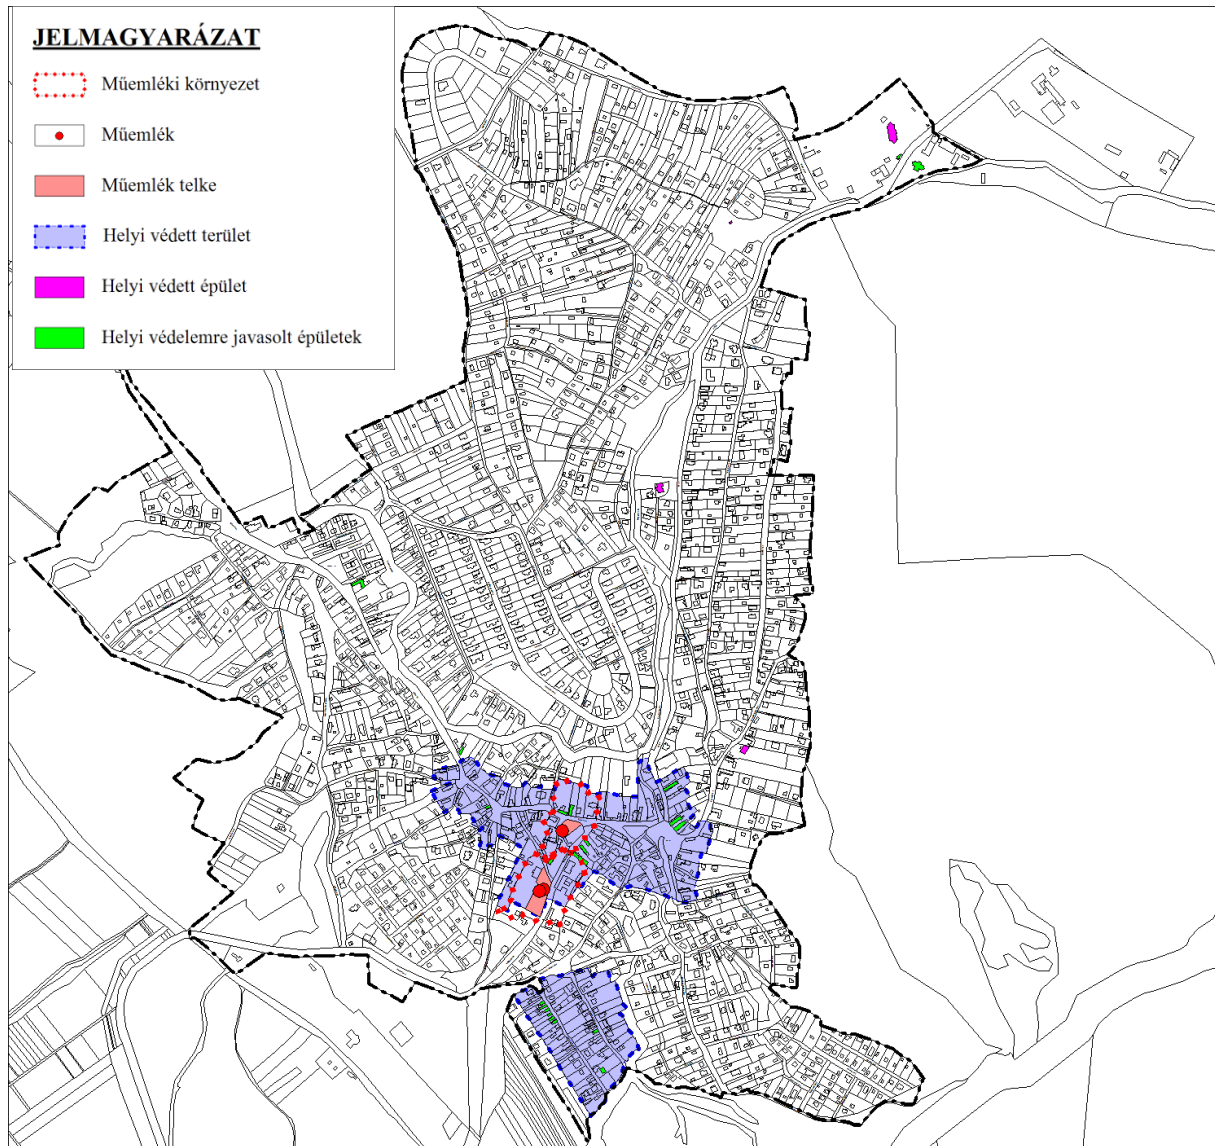 JELMAGYARÁZAT
Műemléki környezet
Műemlék
Műemlék telke
Helyi védett terület
Helyi védett épület
Helyi védelemre javasolt épületek